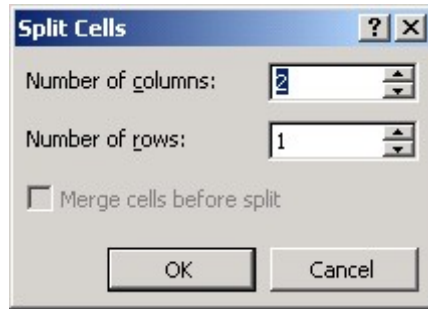 Split Cells
Number of columns: 2
Number of rows: 1
Merge cells before split
OK Cancel